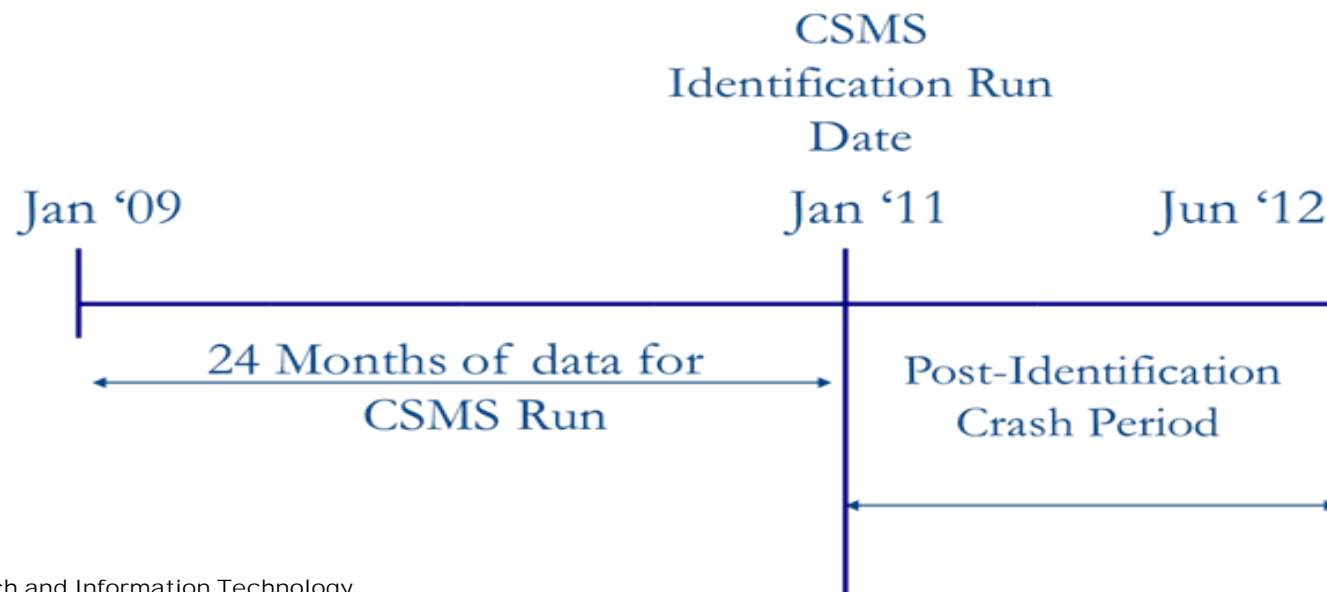 CSMS
Identification Run
Date
Jan ‘09
Jan ‘11
Jun ‘12
24 Months of data for
CSMS Run
Post-Identification
Crash Period
and Information Technology